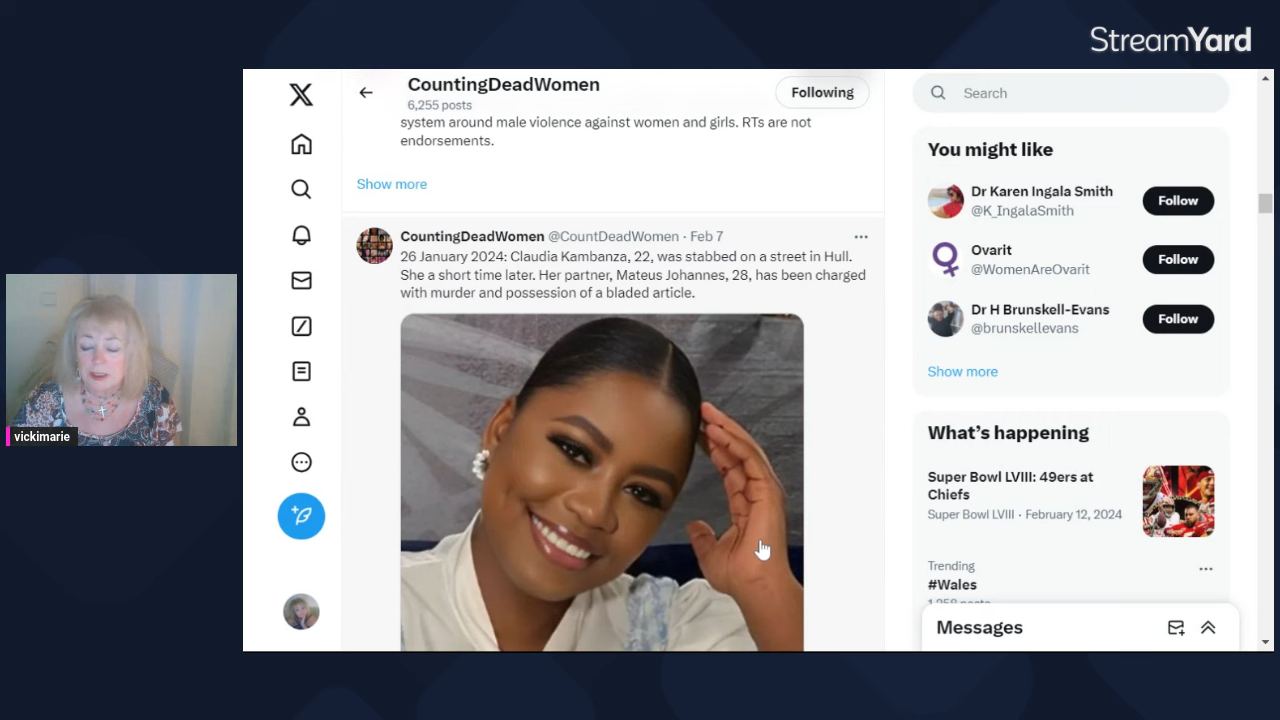 StreamYard
CountingDeadWomen
6,255 posts
Following
system around male violence against women and girls. RTs are not
endorsements.
Show more
CountingDeadWomen @CountDeadWomen · Feb 7
26 January 2024: Claudia Kambanza, 22, was stabbed on a street in Hull.
She a short time later. Her partner, Mateus Johannes, 28, has been charged
with murder and possession of a bladed article.
vickimarie
Search
You might like
Dr Karen Ingala Smith
@K_IngalaSmith
Follow
Ovarit
@WomenAreOvarit
Follow
Dr H Brunskell-Evans
@brunskellevans
Follow
Show more
What's happening
Super Bowl LVIII: 49ers at
Chiefs
Super Bowl LVIII · February 12, 2024
Trending
#Wales
Messages